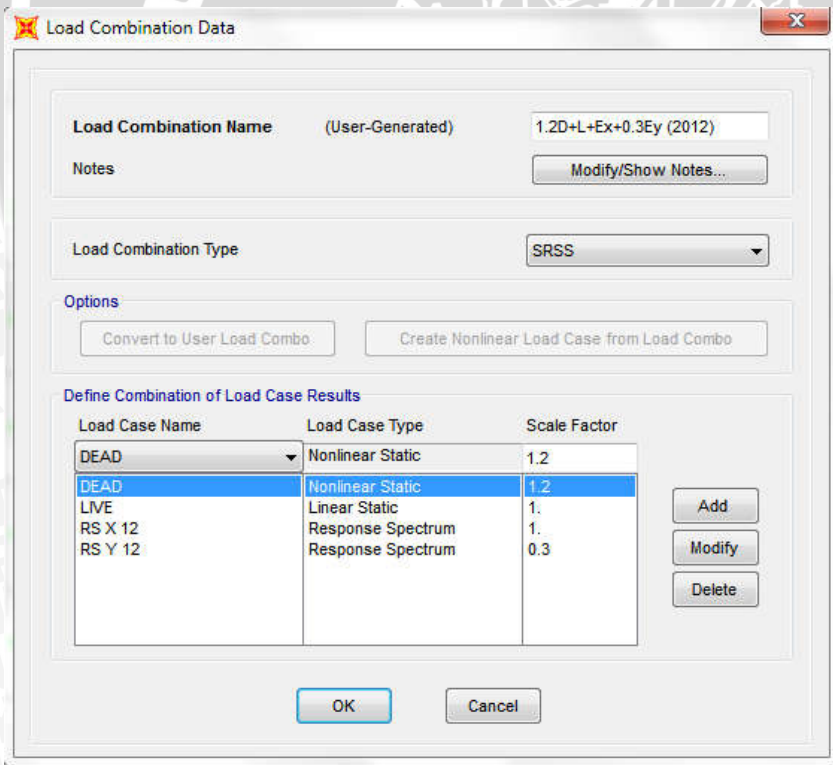 Load Combination Data
Load Combination Name (User-Generated) 1.2D+L+Ex+0.3Ey (2012)
Notes Modify/Show Notes...
Load Combination Type SRSS
Options
Convert to User Load Combo Create Nonlinear Load Case from Load Combo
Define Combination of Load Case Results
Load Case Name Load Case Type Scale Factor
DEAD Nonlinear Static 1.2
DEAD Nonlinear Static 1.2
LIVE Linear Static 1.
RS X 12 Response Spectrum 1.
RS Y 12 Response Spectrum 0.3
Add
Modify
Delete
OK Cancel